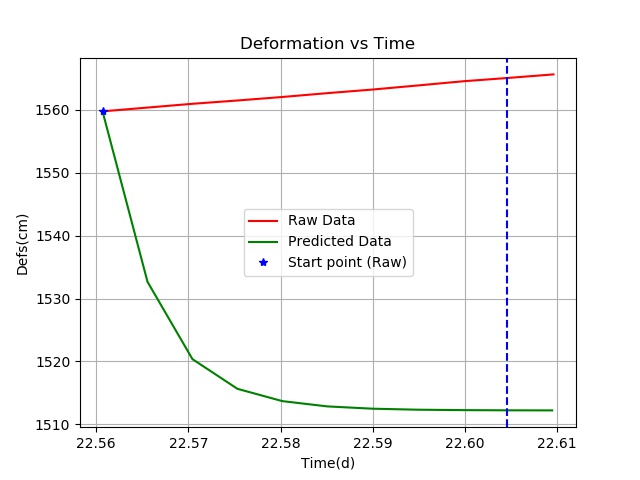 Deformation vs Time
Defs(cm)
1560
1550
1540
1530
1520
1510
Raw Data
Predicted Data
Start point (Raw)
22.56 22.57 22.58 22.59 22.60 22.61
Time(d)